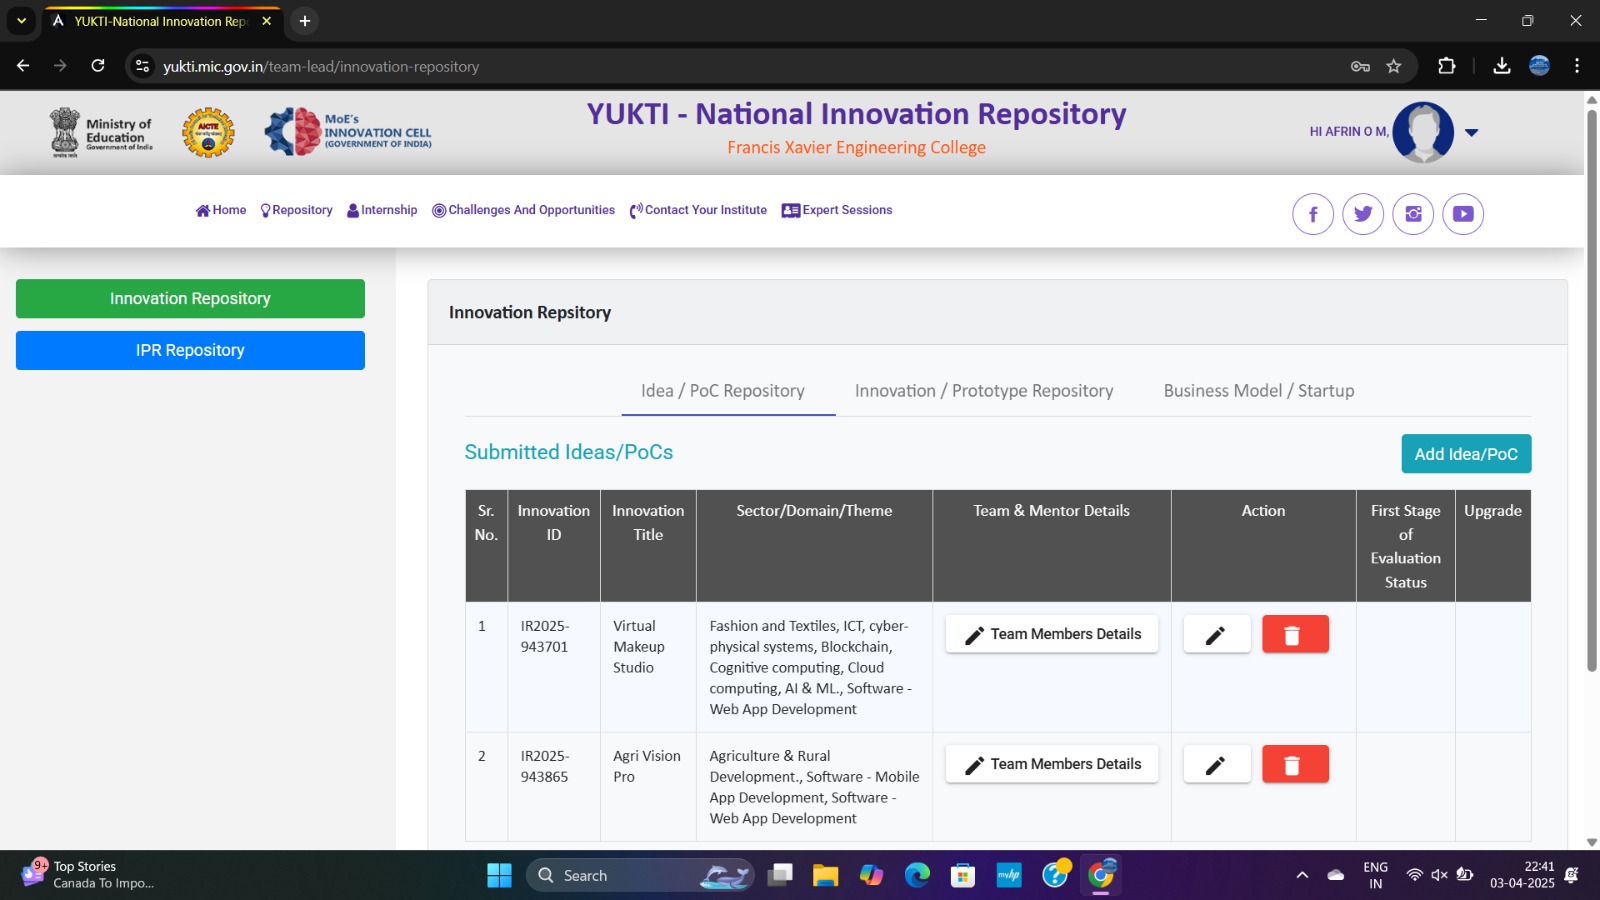 YUKTI-National Innovation Rep
yukti.mic.gov.in/team-lead/innovation-repository
Ministry of
Education
Government of India
AICTE
MoE's
INNOVATION CELL
(GOVERNMENT OF INDIA)
YUKTI - National Innovation Repository
Francis Xavier Engineering College
HI AFRIN O M,
Home
Repository
Internship
Challenges And Opportunities
Contact Your Institute
Expert Sessions
Innovation Repository
IPR Repository
Innovation Repsitory
Idea / PoC Repository
Innovation / Prototype Repository
Business Model / Startup
Submitted Ideas/PoCs
Add Idea/PoC
Sr.
No.
Innovation
ID
Innovation
Title
Sector/Domain/Theme
Team & Mentor Details
Action
First Stage
of
Evaluation
Status
Upgrade
1
IR2025-
943701
Virtual
Makeup
Studio
Fashion and Textiles, ICT, cyber-
physical systems, Blockchain,
Cognitive computing, Cloud
computing, AI & ML., Software -
Web App Development
Team Members Details
2
IR2025-
943865
Agri Vision
Pro
Agriculture & Rural
Development., Software - Mobile
App Development, Software -
Web App Development
Team Members Details
9+
Top Stories
Canada To Impo...
Search
myhp
ENG
IN
22:41
03-04-2025